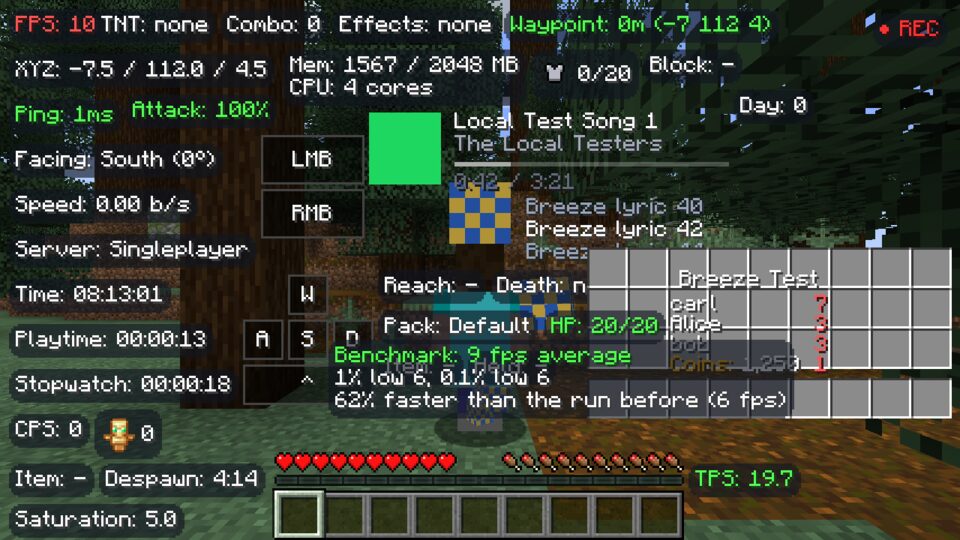 FPS: 10 TNT: none Combo: 0 Effects: none Waypoint: 0m (-7 112 4) REC
XYZ: -7.5 / 112.0 / 4.5
Mem: 1567 / 2048 MB
CPU: 4 cores
0/20
Block: -
Ping: 1ms
Attack: 100%
Day: 0
Local Test Song 1
The Local Testers
0:42 / 3:21
Facing: South (0°)
LMB
RMB
Speed: 0.00 b/s
Breeze lyric 40
Breeze lyric 42
Breeze
Server: Singleplayer
Time: 08:13:01
W
Reach: - Death: n
Breeze Test
carl 7
Alice 3
bob 3
Coins: 1,250 1
Playtime: 00:00:13
A S D
Pack: Default HP: 20/20
Benchmark: 9 fps average
1% low 6, 0.1% low 6
62% faster than the run before (6 fps)
Stopwatch: 00:00:18
^
CPS: 0
0
Item: - Despawn: 4:14
TPS: 19.7
Saturation: 5.0